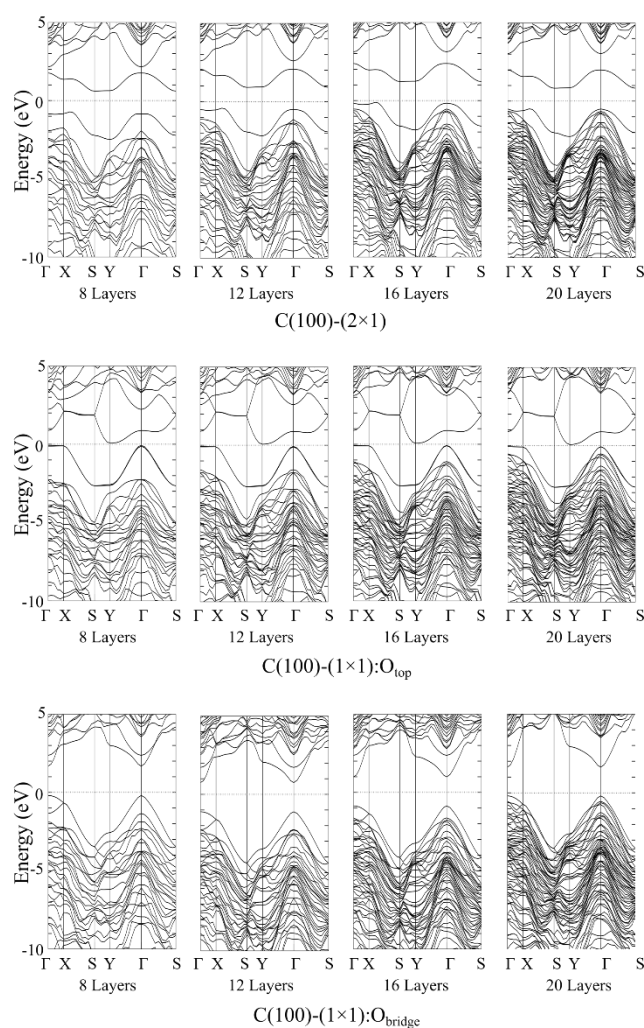 5
0
-5
-10
Energy (eV)
Γ X S Y Γ S Γ X S Y Γ S Γ X S Y Γ S Γ X S Y Γ S
8 Layers 12 Layers 16 Layers 20 Layers
C(100)-(2×1)
5
0
-5
-10
Energy (eV)
Γ X S Y Γ S Γ X S Y Γ S Γ X S Y Γ S Γ X S Y Γ S
8 Layers 12 Layers 16 Layers 20 Layers
C(100)-(1×1):Otop
5
0
-5
-10
Energy (eV)
Γ X S Y Γ S Γ X S Y Γ S Γ X S Y Γ S Γ X S Y Γ S
8 Layers 12 Layers 16 Layers 20 Layers
C(100)-(1×1):Obridge